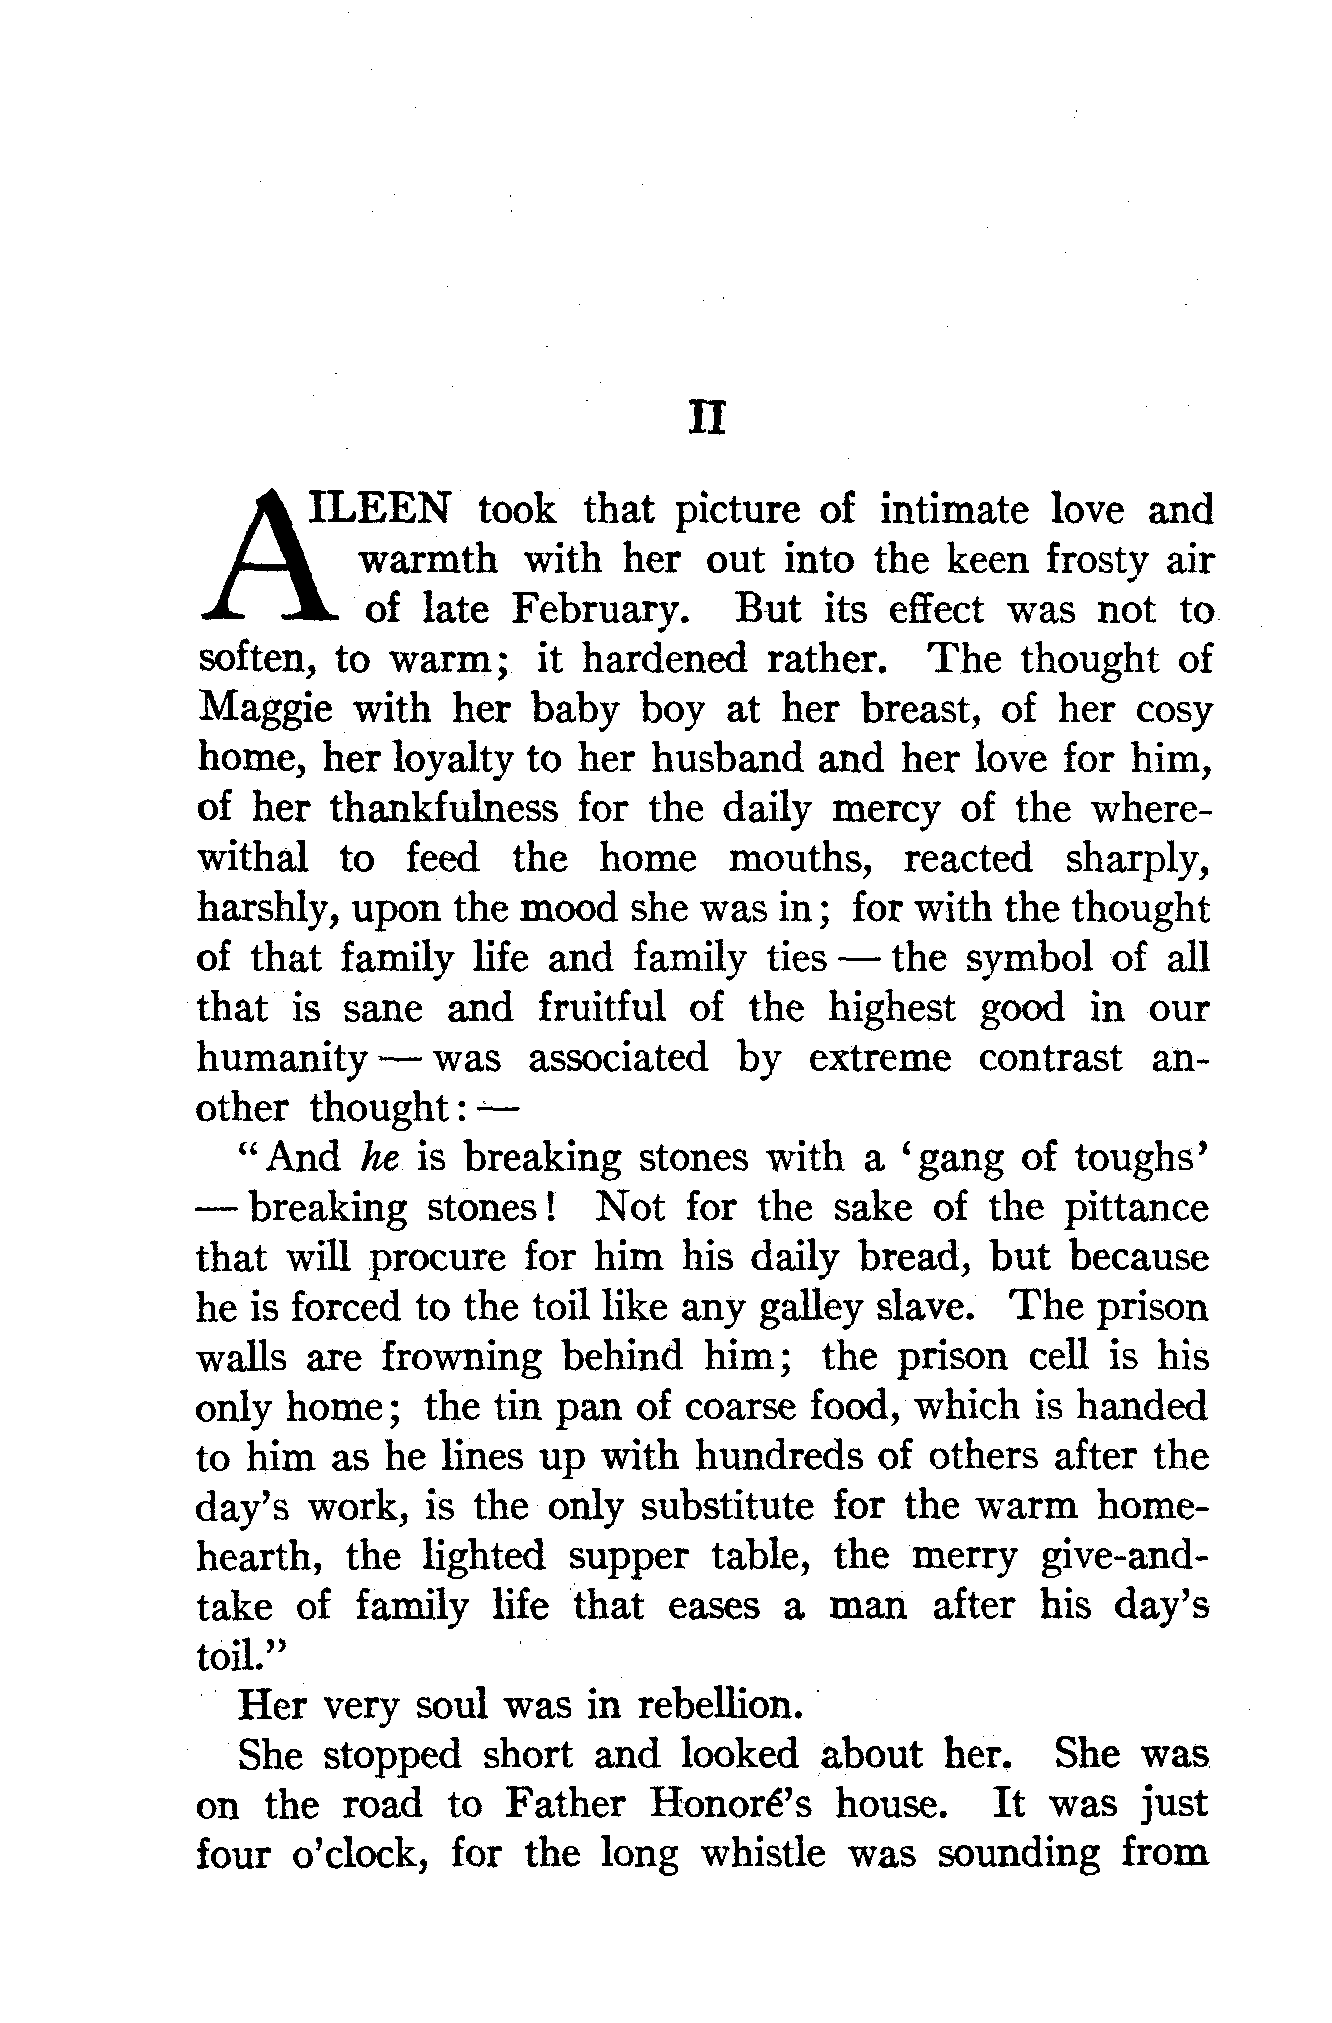 II
AILEEN took that picture of intimate love and
warmth with her out into the keen frosty air
of late February. But its effect was not to
soften, to warm; it hardened rather. The thought of
Maggie with her baby boy at her breast, of her cosy
home, her loyalty to her husband and her love for him,
of her thankfulness for the daily mercy of the where-
withal to feed the home mouths, reacted sharply,
harshly, upon the mood she was in; for with the thought
of that family life and family ties — the symbol of all
that is sane and fruitful of the highest good in our
humanity — was associated by extreme contrast an-
other thought: —
"And he is breaking stones with a 'gang of toughs'
— breaking stones! Not for the sake of the pittance
that will procure for him his daily bread, but because
he is forced to the toil like any galley slave. The prison
walls are frowning behind him; the prison cell is his
only home; the tin pan of coarse food, which is handed
to him as he lines up with hundreds of others after the
day's work, is the only substitute for the warm home-
hearth, the lighted supper table, the merry give-and-
take of family life that eases a man after his day's
toil."
Her very soul was in rebellion.
She stopped short and looked about her. She was
on the road to Father Honoré's house. It was just
four o'clock, for the long whistle was sounding from